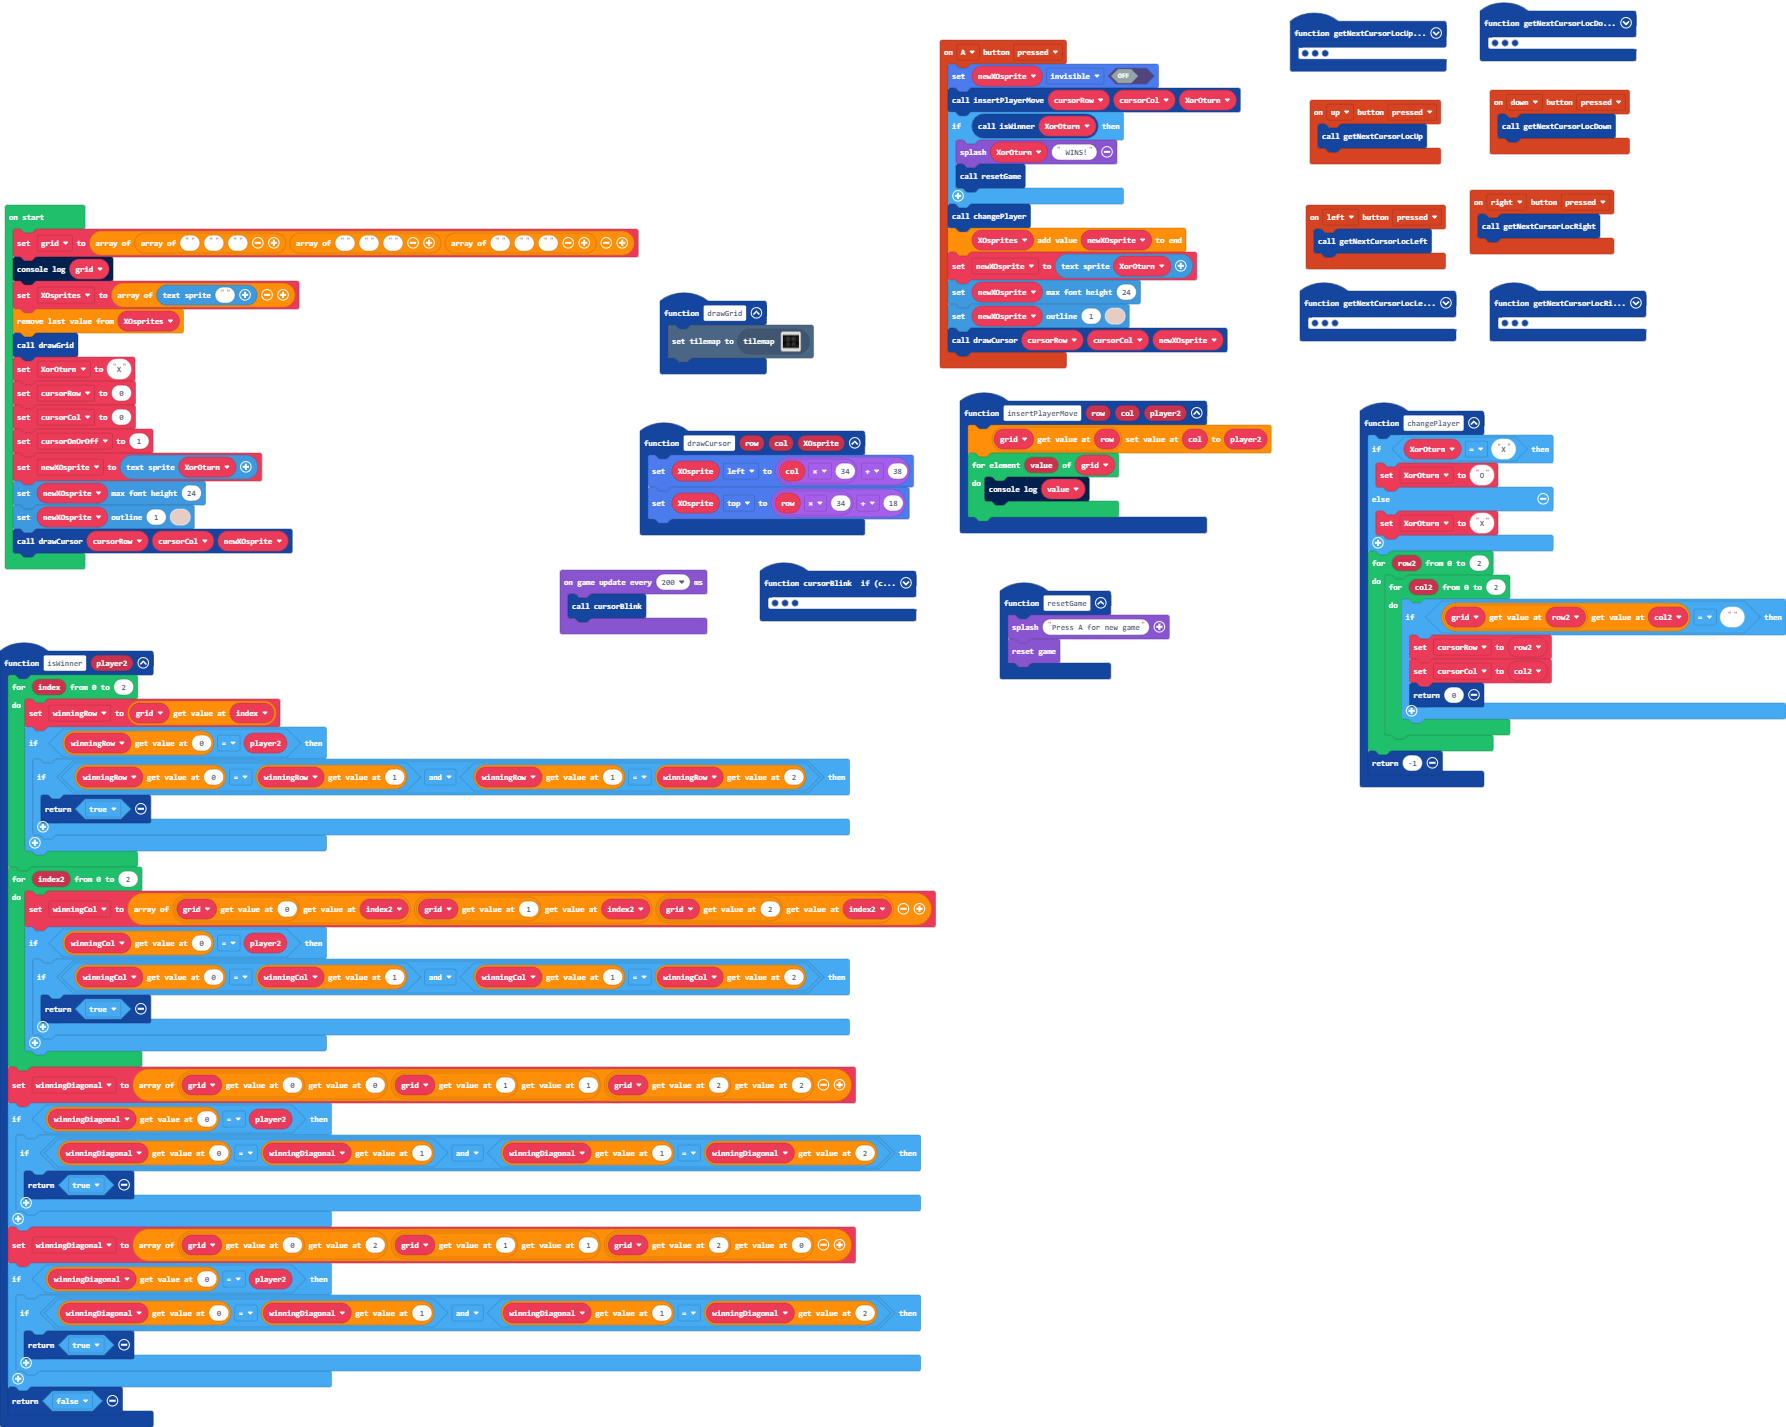 on start
set grid to array of array of " " " " " " array of " " " " " " array of " " " " " "
console log grid
set XOsprites to array of text sprite " "
remove last value from XOsprites
call drawGrid
set XorOturn to "X"
set cursorRow to 0
set cursorCol to 0
set cursorOnOrOff to 1
set newXOsprite to text sprite XorOturn
set newXOsprite max font height 24
set newXOsprite outline 1
call drawCursor cursorRow cursorCol newXOsprite
function drawGrid
set tilemap to tilemap
function drawCursor row col XOsprite
set XOsprite left to col × 34 + 38
set XOsprite top to row × 34 + 18
on game update every 200 ms
call cursorBlink
function cursorBlink if (c...
on A button pressed
set newXOsprite invisible OFF
call insertPlayerMove cursorRow cursorCol XorOturn
if call isWinner XorOturn then
splash XorOturn " WINS!"
call resetGame
call changePlayer
XOsprites add value newXOsprite to end
set newXOsprite to text sprite XorOturn
set newXOsprite max font height 24
set newXOsprite outline 1
call drawCursor cursorRow cursorCol newXOsprite
function getNextCursorLocUp...
function getNextCursorLocDo...
on up button pressed
call getNextCursorLocUp
on down button pressed
call getNextCursorLocDown
on left button pressed
call getNextCursorLocLeft
on right button pressed
call getNextCursorLocRight
function getNextCursorLocLe...
function getNextCursorLocRi...
function insertPlayerMove row col player2
grid get value at row set value at col to player2
for element value of grid
do console log value
function resetGame
splash "Press A for new game"
reset game
function changePlayer
if XorOturn = "X" then
set XorOturn to "O"
else
set XorOturn to "X"
for row2 from 0 to 2
do for col2 from 0 to 2
do if grid get value at row2 get value at col2 = " " then
set cursorRow to row2
set cursorCol to col2
return 0
return -1
function isWinner player2
for index from 0 to 2
do set winningRow to grid get value at index
if winningRow get value at 0 = player2 then
if winningRow get value at 0 = winningRow get value at 1 and winningRow get value at 1 = winningRow get value at 2 then
return true
for index2 from 0 to 2
do set winningCol to array of grid get value at 0 get value at index2 grid get value at 1 get value at index2 grid get value at 2 get value at index2
if winningCol get value at 0 = player2 then
if winningCol get value at 0 = winningCol get value at 1 and winningCol get value at 1 = winningCol get value at 2 then
return true
set winningDiagonal to array of grid get value at 0 get value at 0 grid get value at 1 get value at 1 grid get value at 2 get value at 2
if winningDiagonal get value at 0 = player2 then
if winningDiagonal get value at 0 = winningDiagonal get value at 1 and winningDiagonal get value at 1 = winningDiagonal get value at 2 then
return true
set winningDiagonal to array of grid get value at 0 get value at 2 grid get value at 1 get value at 1 grid get value at 2 get value at 0
if winningDiagonal get value at 0 = player2 then
if winningDiagonal get value at 0 = winningDiagonal get value at 1 and winningDiagonal get value at 1 = winningDiagonal get value at 2 then
return true
return false